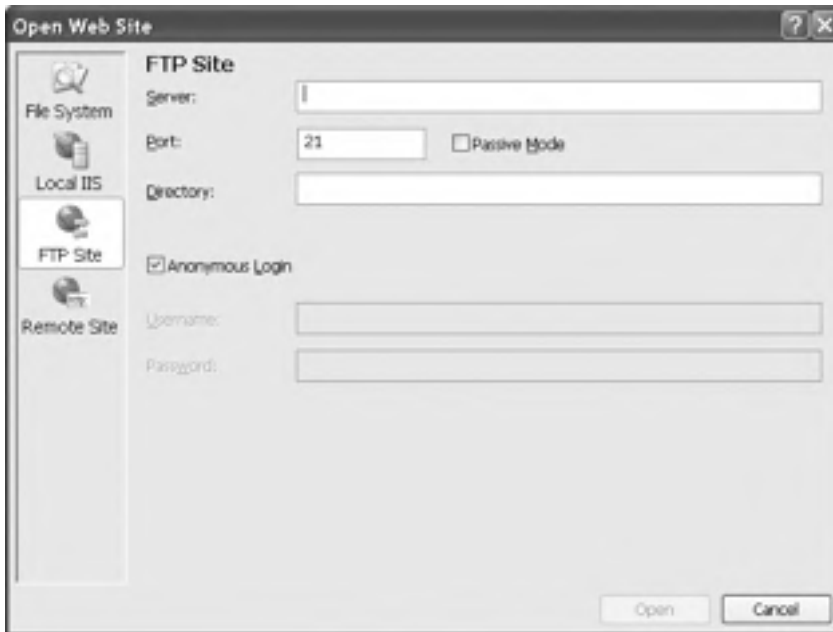 Open Web Site
File System
Local IIS
FTP Site
Remote Site
FTP Site
Server:
Port: 21 Passive Mode
Directory:
Anonymous Login
Username:
Password:
Open Cancel